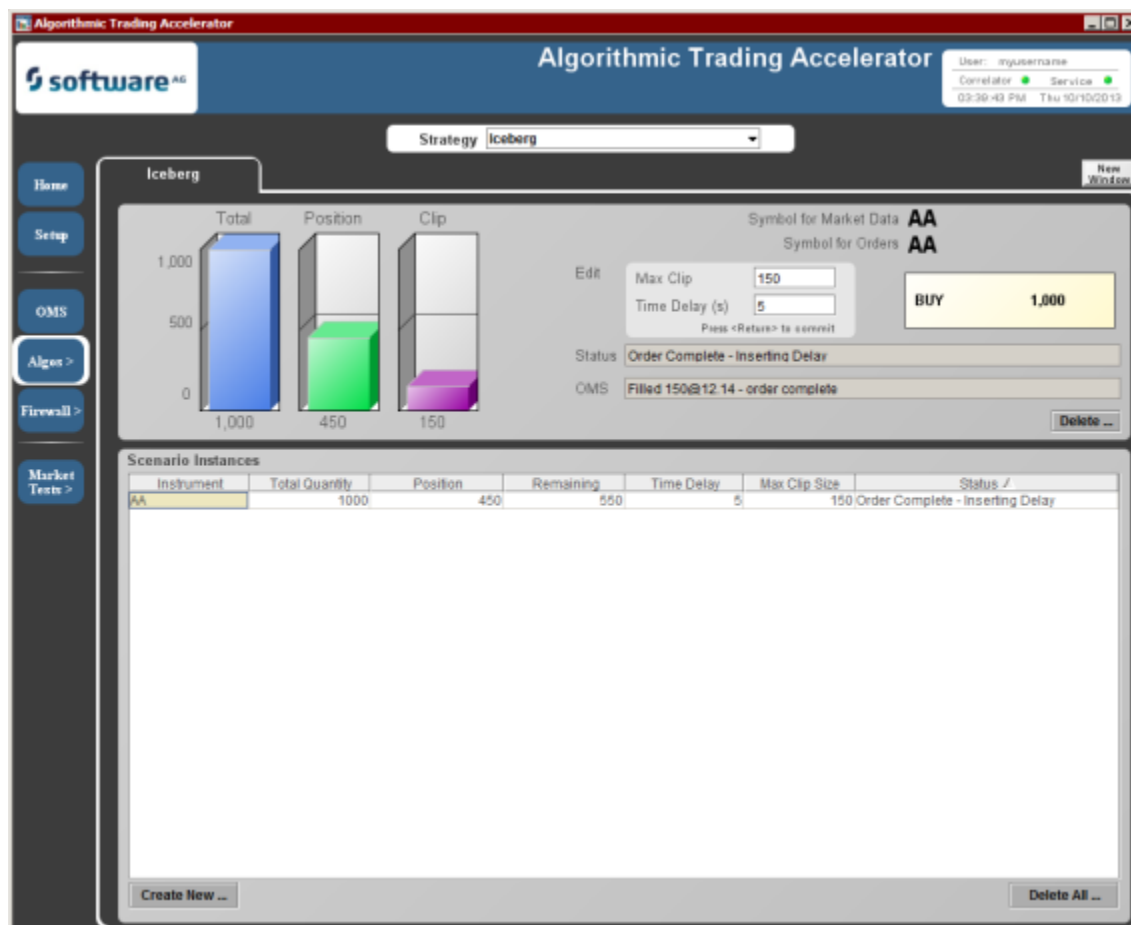 Algorithmic Trading Accelerator
software AG
Algorithmic Trading Accelerator
User: myusername
Correlator Service
03:39:43 PM Thu 10/10/2013
Strategy Iceberg
New Window
Iceberg
Home
Setup
OMS
Algos >
Firewall >
Market Tests >
Total Position Clip
1,000
500
0
1,000 450 150
Symbol for Market Data AA
Symbol for Orders AA
Edit
Max Clip 150
Time Delay (s) 5
Press <Return> to commit
BUY 1,000
Status Order Complete - Inserting Delay
OMS Filled 150@12.14 - order complete
Delete ...
Scenario Instances
Instrument Total Quantity Position Remaining Time Delay Max Clip Size Status /
AA 1000 450 550 5 150 Order Complete - Inserting Delay
Create New ... Delete All ...